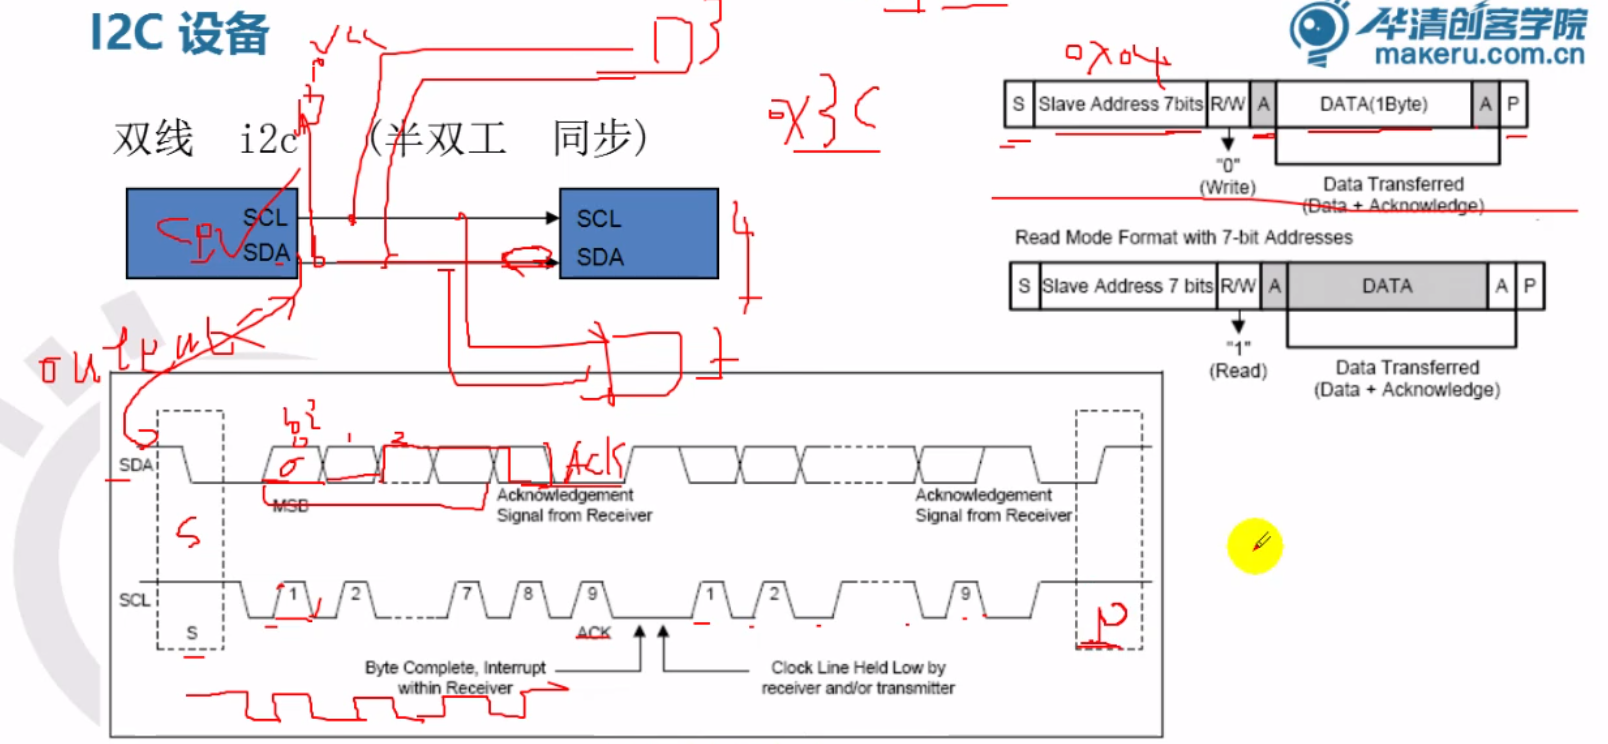 I2C 设备
VCC
华清创客学院
makeru.com.cn
0x3C
0x04
S Slave Address 7bits R/W A DATA(1Byte) A P
双线 i2c (半双工 同步)
"0"
(Write)
Data Transferred
(Data + Acknowledge)
CPU
SCL
SDA
SCL
SDA
4
Read Mode Format with 7-bit Addresses
S Slave Address 7 bits R/W A DATA A P
"1"
(Read)
Data Transferred
(Data + Acknowledge)
output
SDA
0
1
2
ACK
MSB
Acknowledgement
Signal from Receiver
Acknowledgement
Signal from Receiver
S
SCL
1 2 7 8 9 1 2 9
S
ACK
P
Byte Complete, Interrupt
within Receiver
Clock Line Held Low by
receiver and/or transmitter